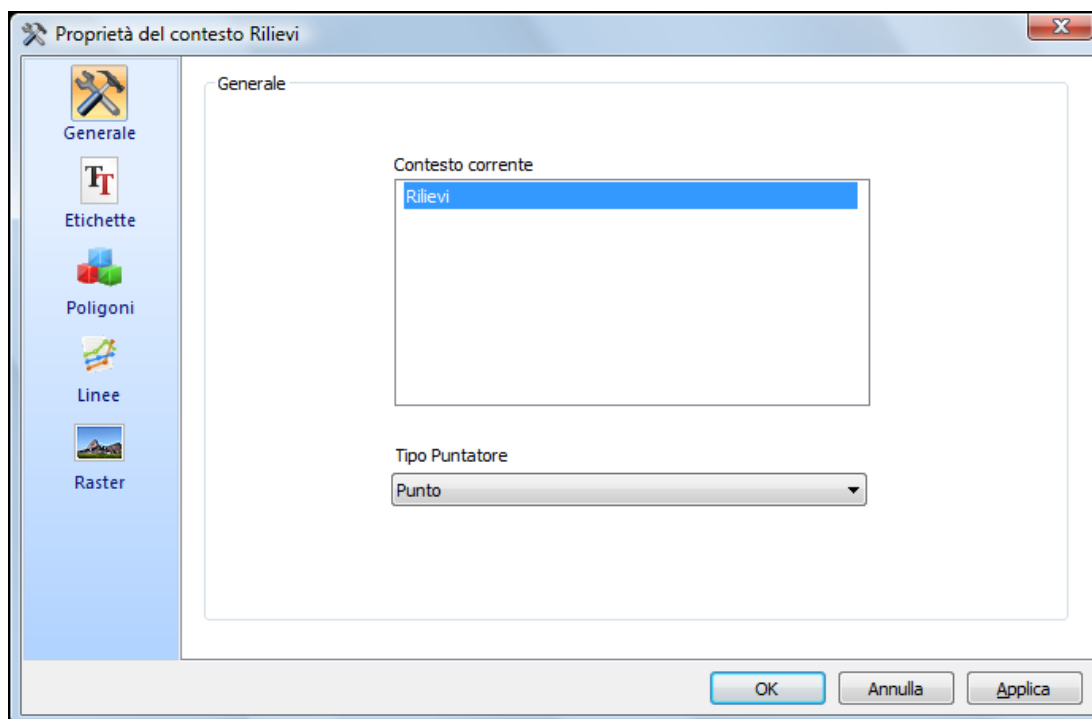 Proprietà del contesto Rilievi
Generale
Etichette
Poligoni
Linee
Raster
Generale
Contesto corrente
Rilievi
Tipo Puntatore
Punto
OK
Annulla
Applica